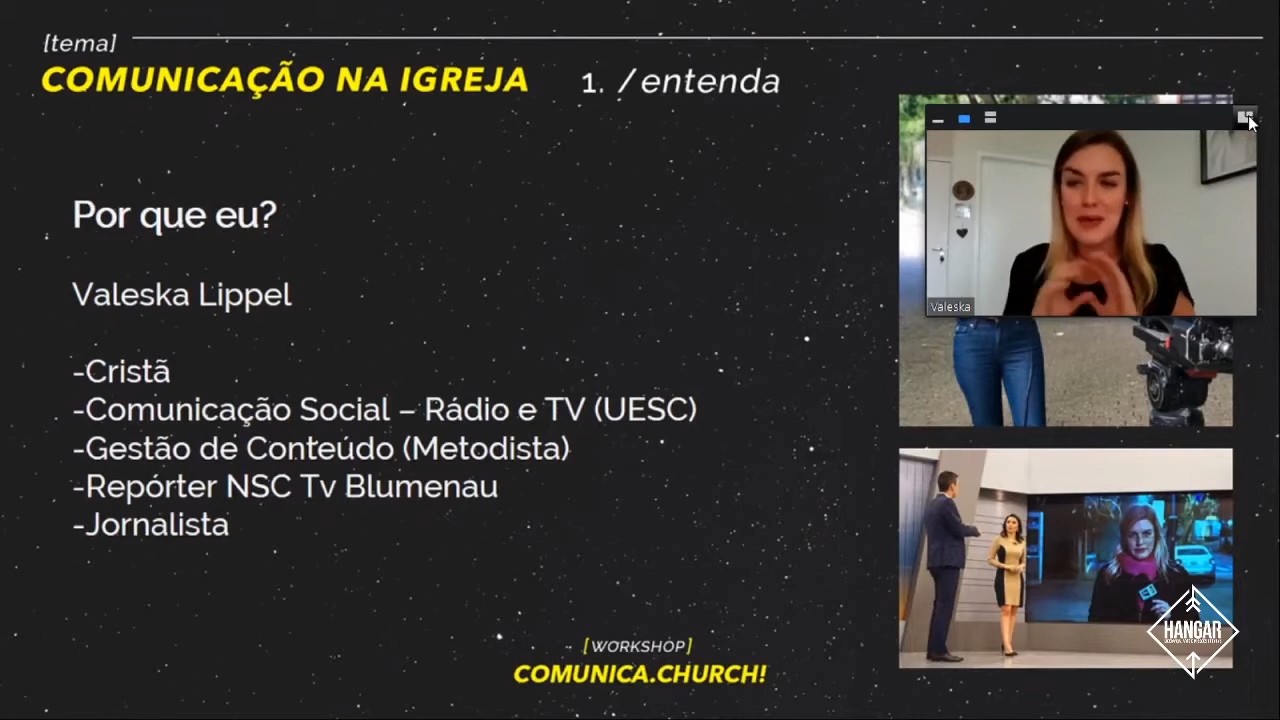 [tema]
COMUNICAÇÃO NA IGREJA
1. /entenda
Por que eu?
Valeska Lippel
-Cristã
-Comunicação Social – Rádio e TV (UESC)
-Gestão de Conteúdo (Metodista)
-Repórter NSC Tv Blumenau
-Jornalista
Valeska
HANGAR
[WORKSHOP]
COMUNICA.CHURCH!